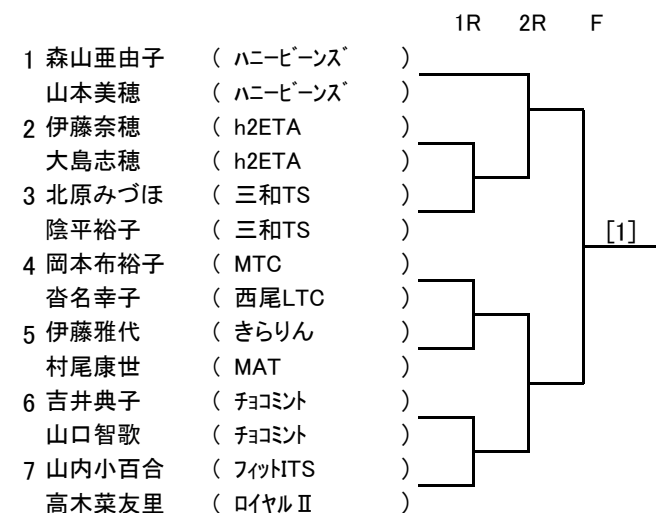 1R 2R F
1 森山亜由子 ( ﾊﾆｰﾋﾞｰﾝｽﾞ )
山本美穂 ( ﾊﾆｰﾋﾞｰﾝｽﾞ )
2 伊藤奈穂 ( h2ETA )
大島志穂 ( h2ETA )
3 北原みづほ ( 三和TS )
陰平裕子 ( 三和TS )
[1]
4 岡本布裕子 ( MTC )
沓名幸子 ( 西尾LTC )
5 伊藤雅代 ( きらりん )
村尾康世 ( MAT )
6 吉井典子 ( ﾁｮｺﾐﾝﾄ )
山口智歌 ( ﾁｮｺﾐﾝﾄ )
7 山内小百合 ( ﾌｨｯﾄITS )
高木菜友里 ( ﾛｲﾔﾙⅡ )